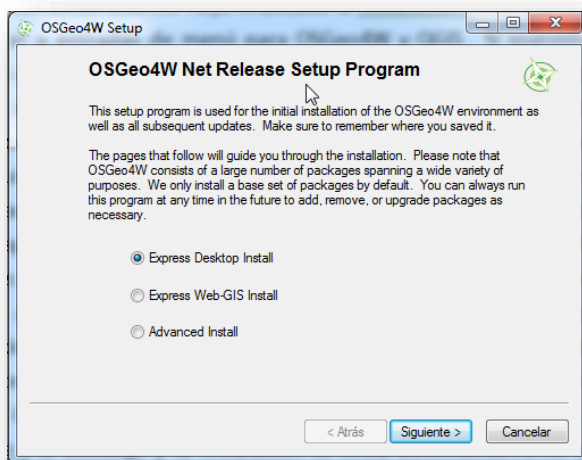 OSGeo4W Setup
OSGeo4W Net Release Setup Program
This setup program is used for the initial installation of the OSGeo4W environment as
well as all subsequent updates. Make sure to remember where you saved it.
The pages that follow will guide you through the installation. Please note that
OSGeo4W consists of a large number of packages spanning a wide variety of
purposes. We only install a base set of packages by default. You can always run
this program at any time in the future to add, remove, or upgrade packages as
necessary.
Express Desktop Install
Express Web-GIS Install
Advanced Install
< Atrás Siguiente > Cancelar